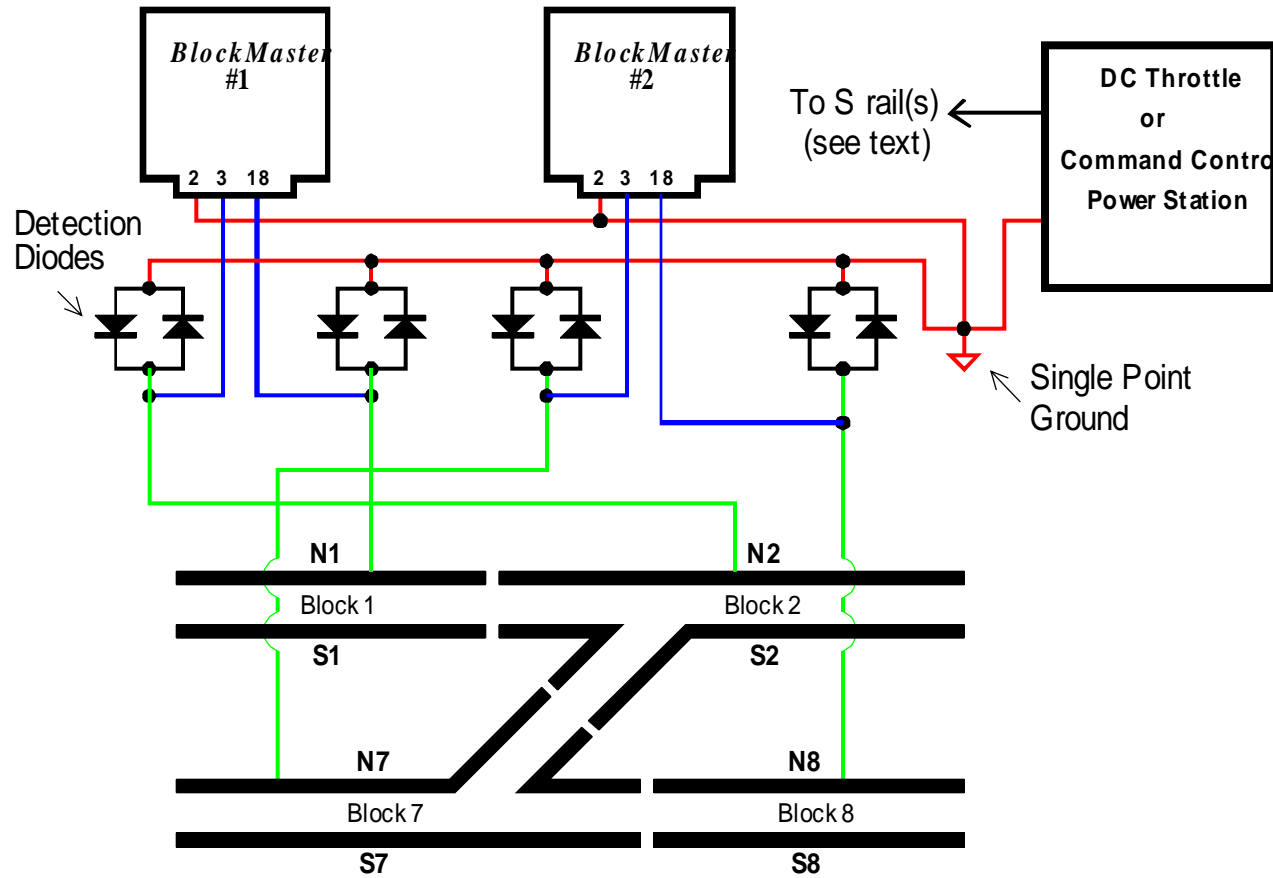 BlockMaster
#1
2 3 18
BlockMaster
#2
2 3 18
To S rail(s)
(see text)
DC Throttle
or
Command Contro
Power Station
Detection
Diodes
Single Point
Ground
N1
N2
Block 1
Block 2
S1
S2
N7
N8
Block 7
Block 8
S7
S8